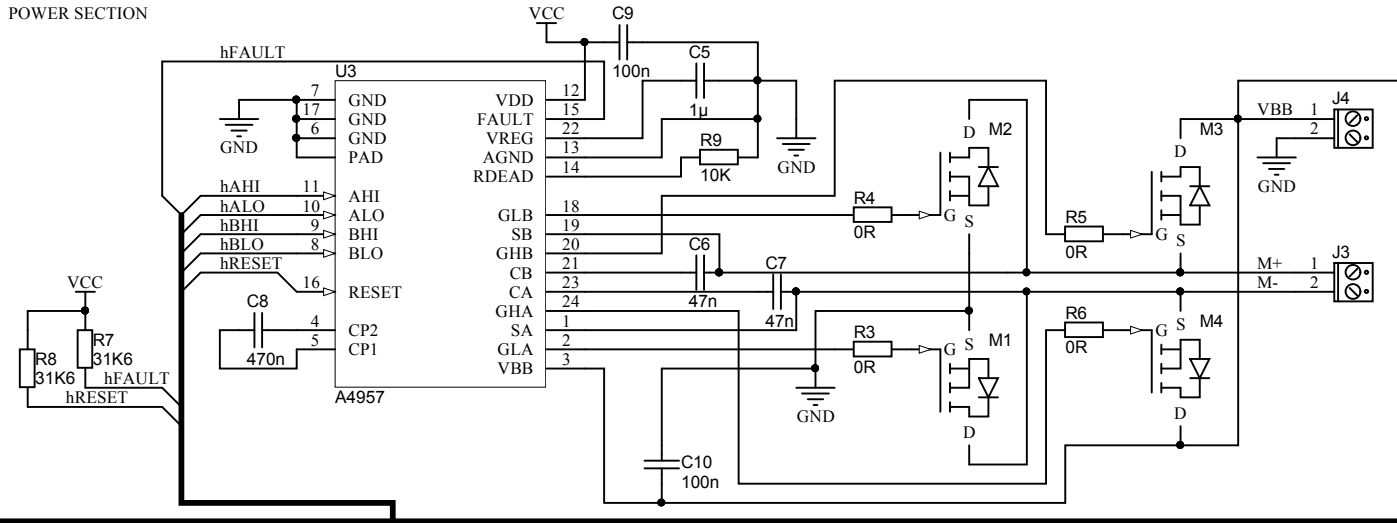 POWER SECTION
VCC
C9
100n
hFAULT
U3
C5
1µ
7 GND
17 GND
6 GND
PAD
GND
VDD 12
FAULT 15
VREG 22
AGND 13
RDEAD 14
R9
10K
GND
hAHI 11 AHI
hALO 10 ALO
hBHI 9 BHI
hBLO 8 BLO
hRESET 16 RESET
GLB 18
SB 19
GHB 20
CB 21
CA 23
GHA 24
SA 1
GLA 2
VBB 3
C8
470n
4 CP2
5 CP1
A4957
VCC
R8
31K6
R7
31K6
hFAULT
hRESET
C6
47n
C7
47n
R4
0R
D
M2
G
S
R5
0R
D
M3
G
S
VBB 1
2
J4
GND
M+ 1
M- 2
J3
R3
0R
S
M1
G
D
R6
0R
S
M4
G
D
GND
C10
100n